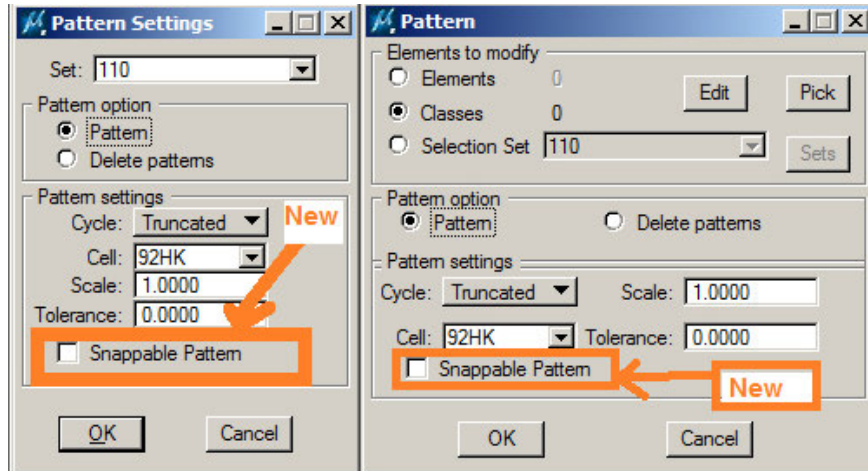 Pattern Settings
Set: 110
Pattern option
Pattern
Delete patterns
Pattern settings
Cycle: Truncated
New
Cell: 92HK
Scale: 1.0000
Tolerance: 0.0000
Snappable Pattern
OK Cancel
Pattern
Elements to modify
Elements 0
Classes 0
Edit Pick
Selection Set 110 Sets
Pattern option
Pattern Delete patterns
Pattern settings
Cycle: Truncated Scale: 1.0000
Cell: 92HK Tolerance: 0.0000
Snappable Pattern
New
OK Cancel